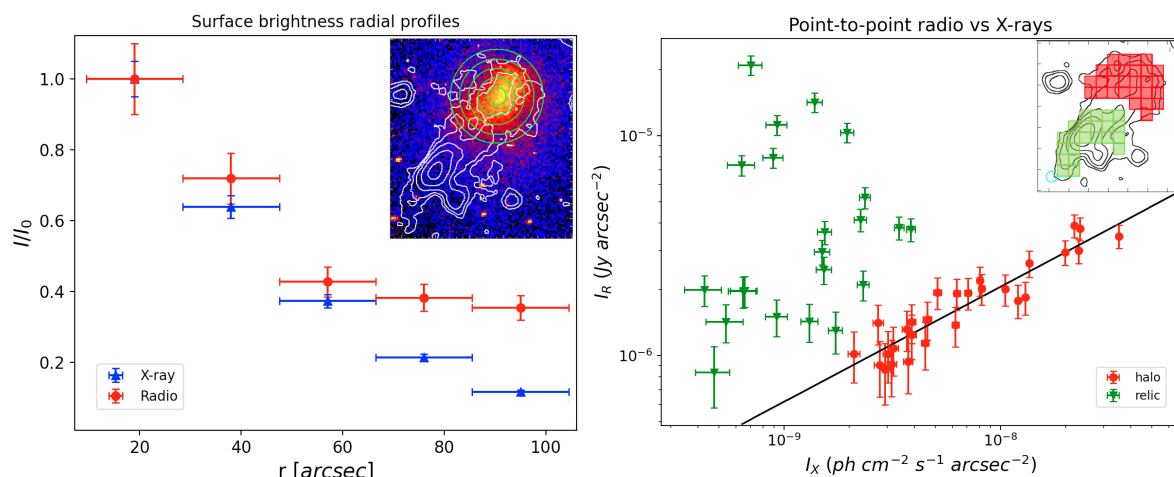 Surface brightness radial profiles
I/I₀
1.0
0.8
0.6
0.4
0.2
X-ray
Radio
20
40
60
80
100
r [arcsec]
Point-to-point radio vs X-rays
I_R (Jy arcsec⁻²)
10⁻⁵
10⁻⁶
halo
relic
10⁻⁹
10⁻⁸
I_X (ph cm⁻² s⁻¹ arcsec⁻²)